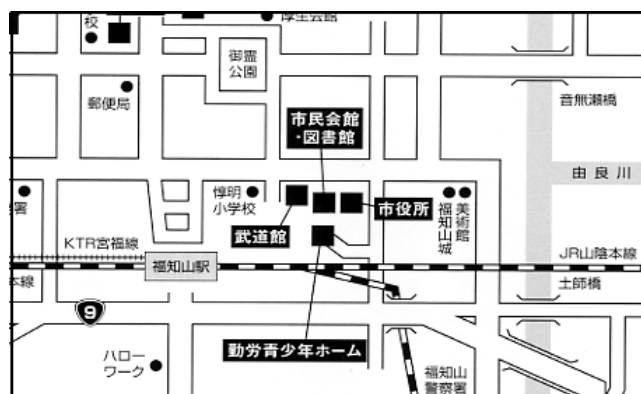 校
厚生会館
御霊
公園
郵便局
音無瀬橋
市民会館
・図書館
由良川
惇明
小学校
市役所
武道館
福知山城
美術館
署
KTR宮福線
福知山駅
JR山陰本線
本線
土師橋
9
勤労青少年ホーム
ハロー
ワーク
福知山
警察署